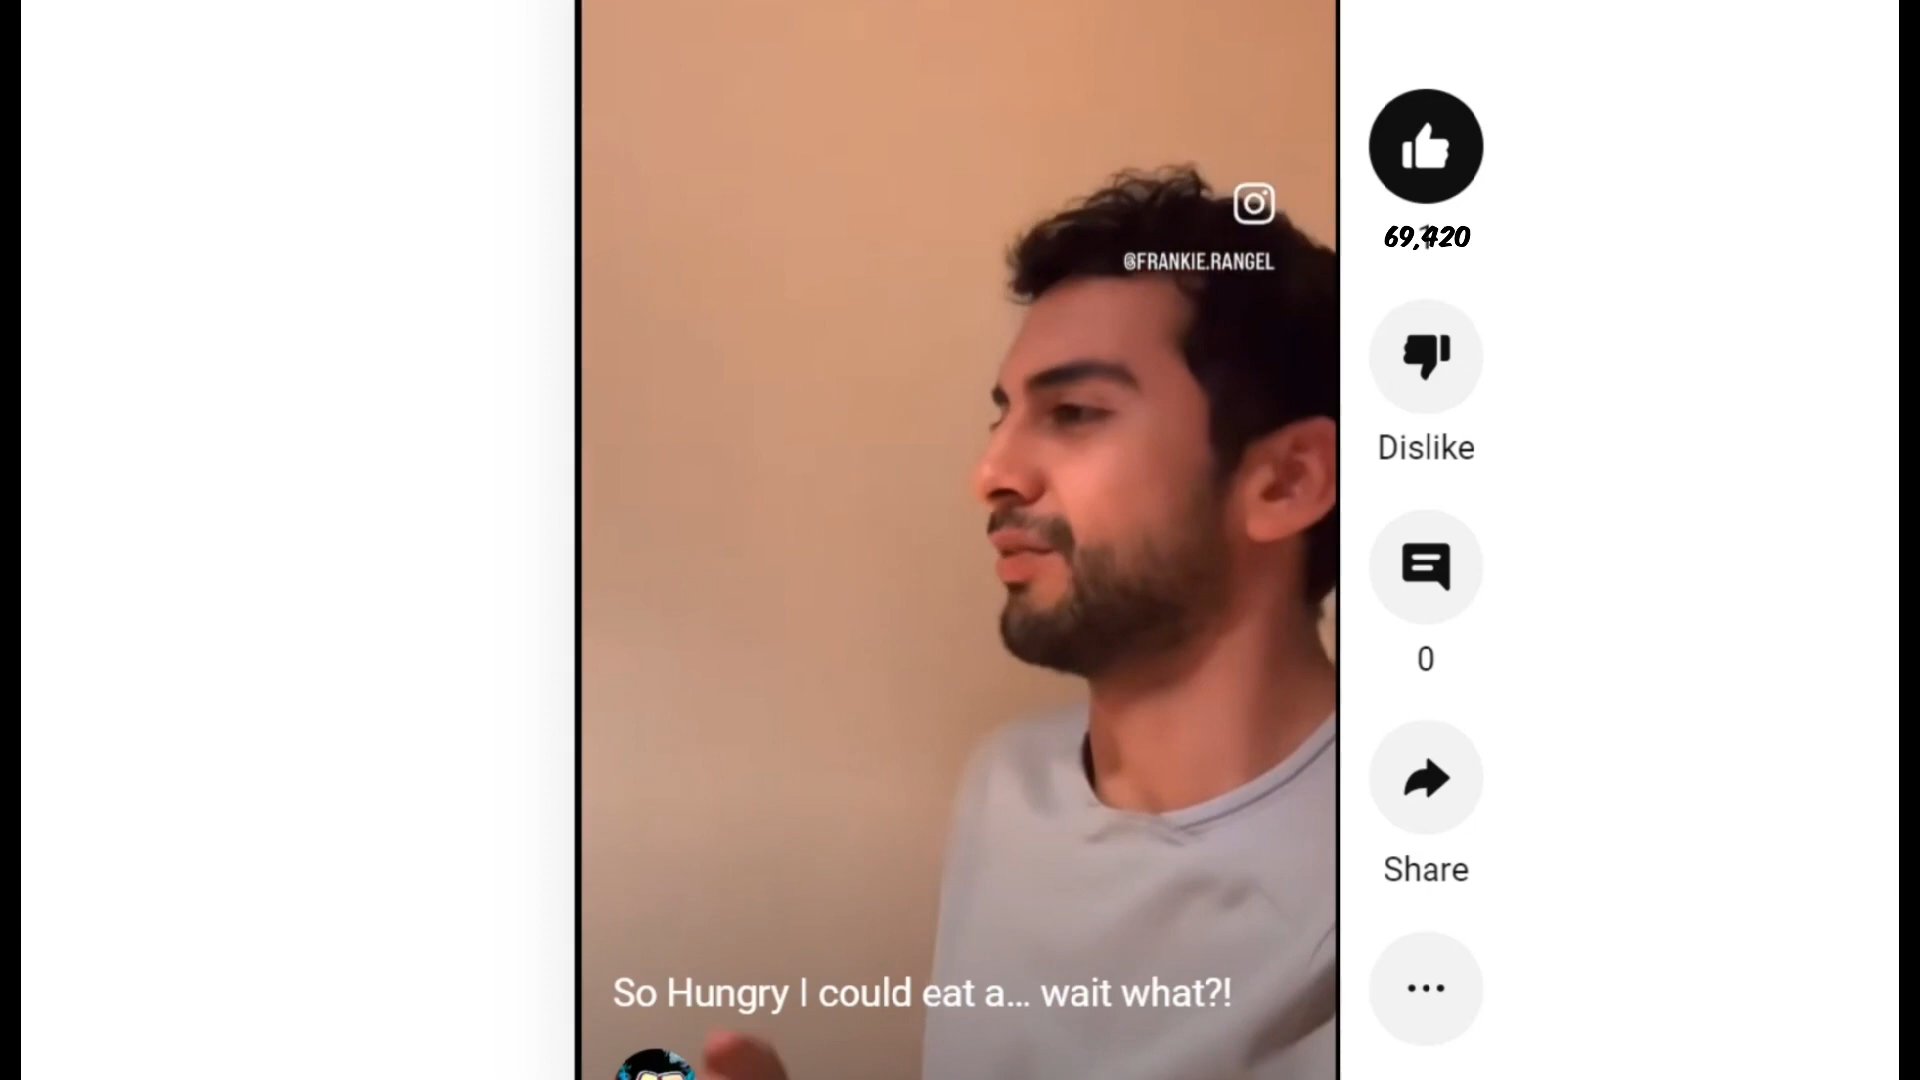 @FRANKIE.RANGEL
69,420
Dislike
0
Share
So Hungry I could eat a... wait what?!